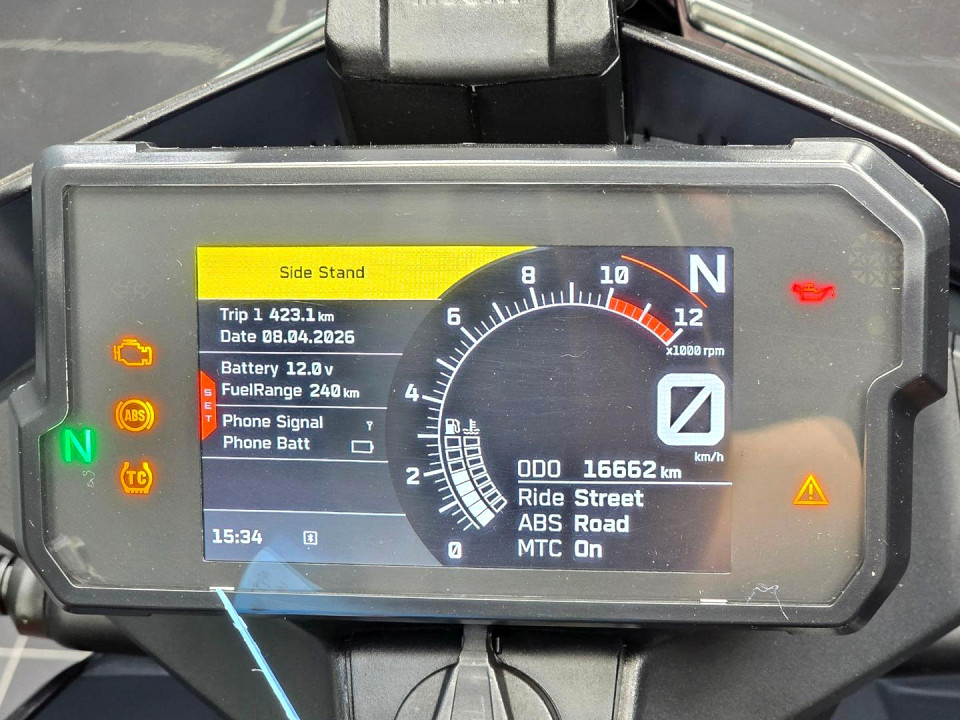 Side Stand
Trip 1 423.1 km
Date 08.04.2026
Battery 12.0 v
FuelRange 240 km
SET
Phone Signal
Phone Batt
15:34
0
2
4
6
8
10
12
x1000 rpm
N
0
km/h
ODO 16662 km
Ride Street
ABS Road
MTC On
ABS
N
TC